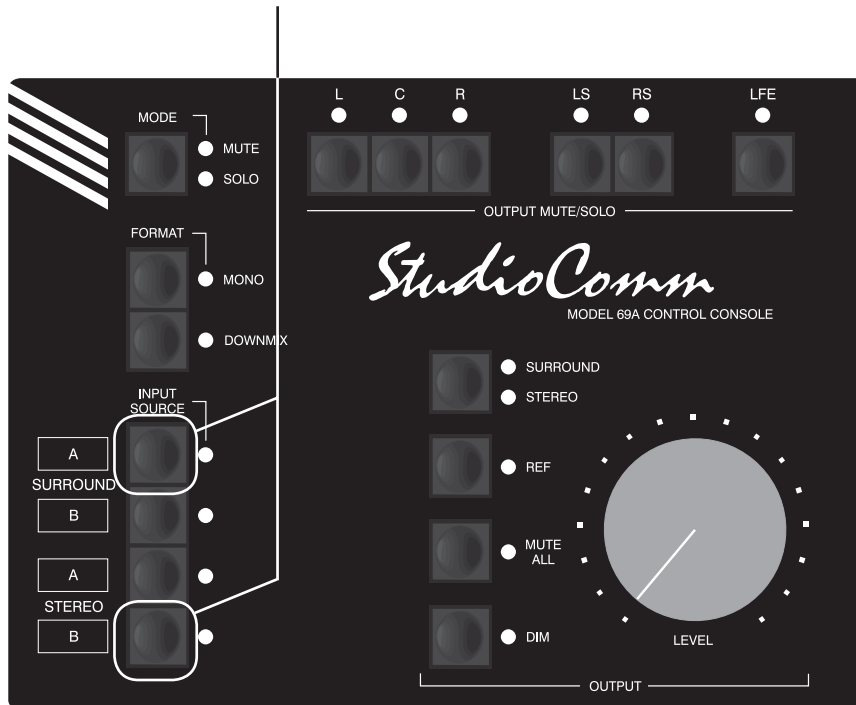 L C R LS RS LFE
MODE
MUTE
SOLO
OUTPUT MUTE/SOLO
FORMAT
MONO
DOWNMIX
StudioComm
MODEL 69A CONTROL CONSOLE
SURROUND
STEREO
INPUT
SOURCE
A
SURROUND
B
A
STEREO
B
REF
MUTE
ALL
DIM
LEVEL
OUTPUT